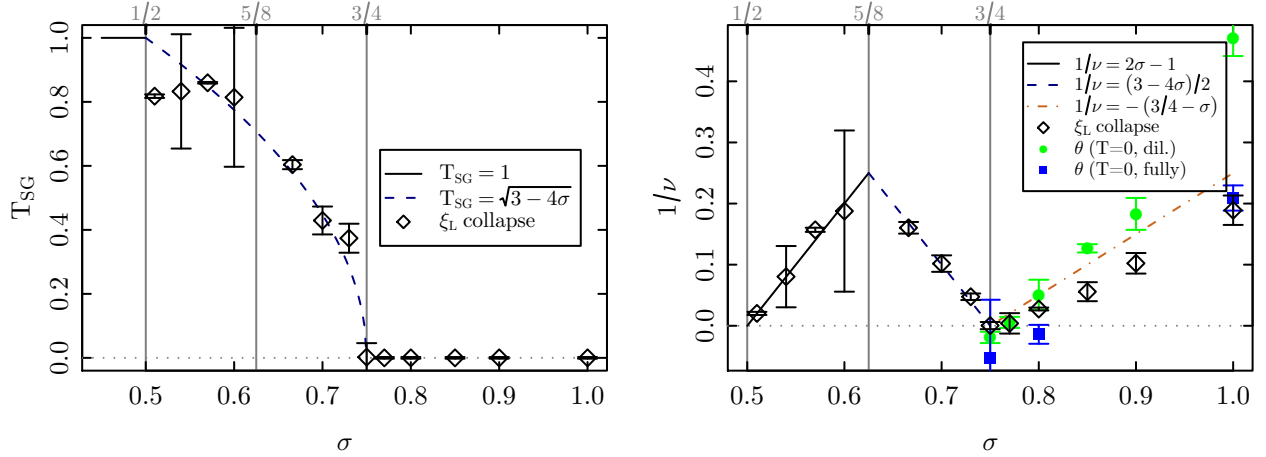 1/2 5/8 3/4
1.0
0.8
0.6
0.4
0.2
0.0
T_SG
T_SG = 1
T_SG = √3 − 4σ
ξ_L collapse
0.5 0.6 0.7 0.8 0.9 1.0
σ
1/2 5/8 3/4
0.4
0.3
0.2
0.1
0.0
1/ν
1/ν = 2σ − 1
1/ν = (3 − 4σ)/2
1/ν = − (3/4 − σ)
ξ_L collapse
θ (T=0, dil.)
θ (T=0, fully)
0.5 0.6 0.7 0.8 0.9 1.0
σ